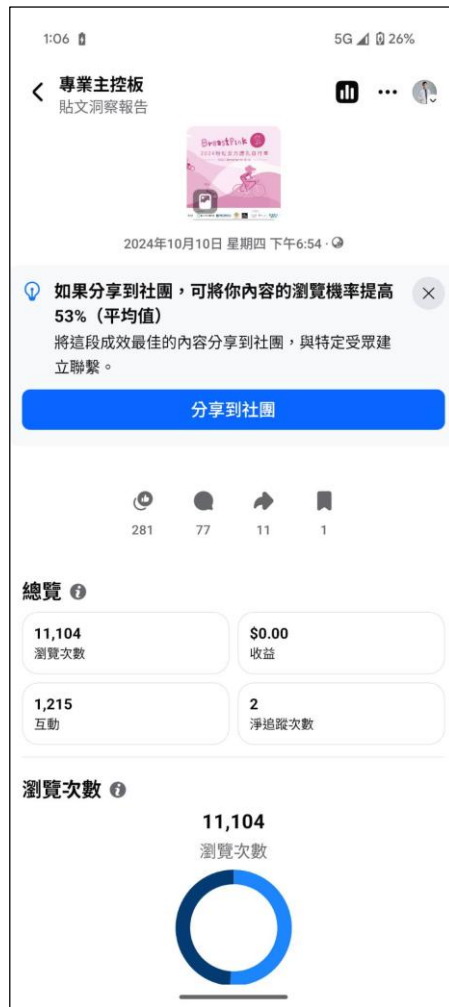 1:06
5G
26%
專業主控板
貼文洞察報告
BreastPink
2024年10月10日 星期四 下午6:54 ·
如果分享到社團，可將你內容的瀏覽機率提高
53%（平均值）
將這段成效最佳的內容分享到社團，與特定受眾建
立聯繫。
分享到社團
281
77
11
1
總覽
11,104
瀏覽次數
$0.00
收益
1,215
互動
2
淨追蹤次數
瀏覽次數
11,104
瀏覽次數